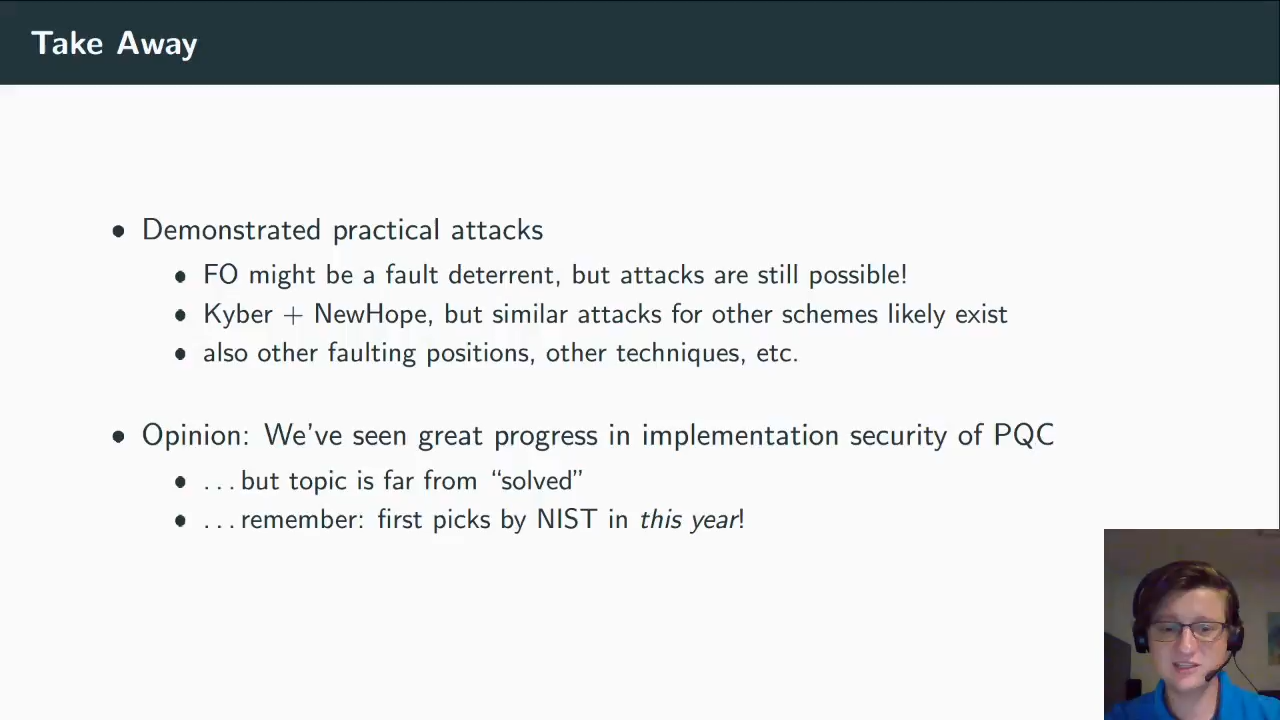 Take Away
• Demonstrated practical attacks
• FO might be a fault deterrent, but attacks are still possible!
• Kyber + NewHope, but similar attacks for other schemes likely exist
• also other faulting positions, other techniques, etc.
• Opinion: We've seen great progress in implementation security of PQC
• ...but topic is far from “solved”
• ...remember: first picks by NIST in this year!